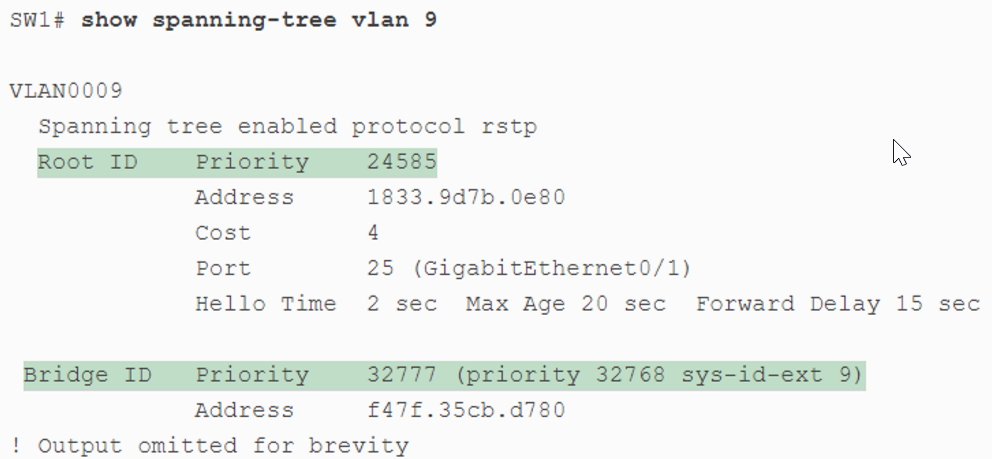 SW1# show spanning-tree vlan 9
VLAN0009
Spanning tree enabled protocol rstp
Root ID Priority 24585
Address 1833.9d7b.0e80
Cost 4
Port 25 (GigabitEthernet0/1)
Hello Time 2 sec Max Age 20 sec Forward Delay 15 sec
Bridge ID Priority 32777 (priority 32768 sys-id-ext 9)
Address f47f.35cb.d780
! Output omitted for brevity